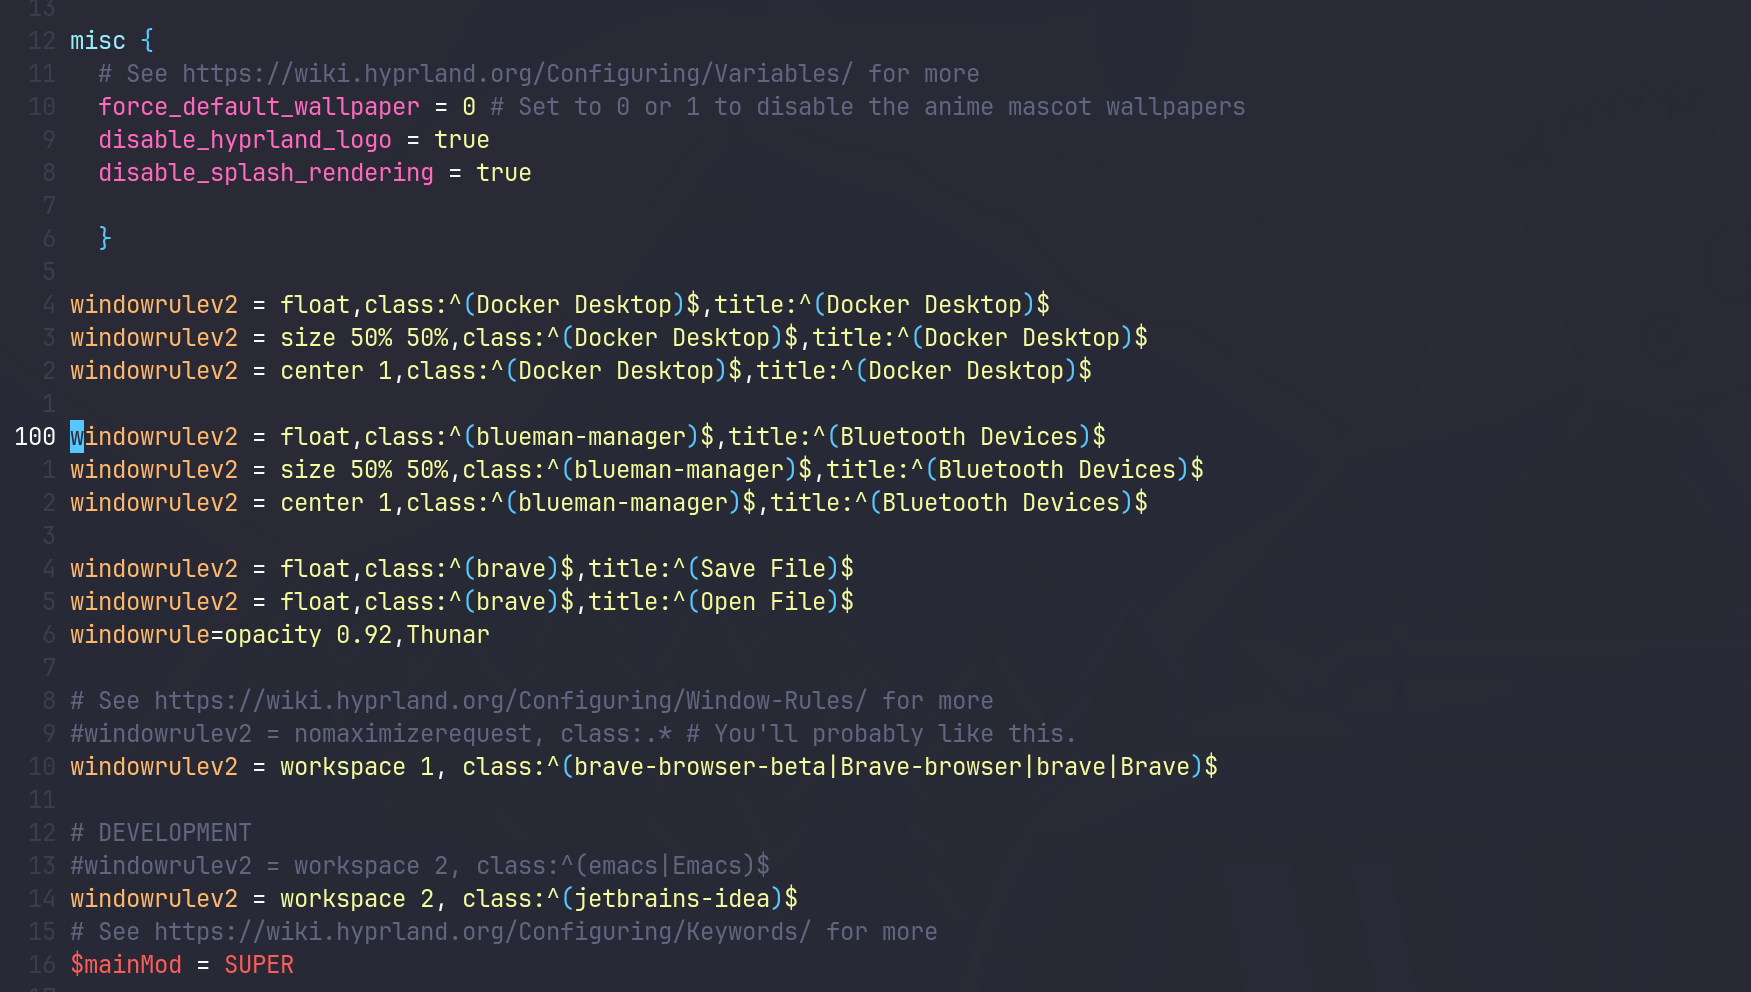 13
12 misc {
11   # See https://wiki.hyprland.org/Configuring/Variables/ for more
10   force_default_wallpaper = 0 # Set to 0 or 1 to disable the anime mascot wallpapers
9   disable_hyprland_logo = true
8   disable_splash_rendering = true
7
6   }
5
4 windowrulev2 = float,class:^(Docker Desktop)$,title:^(Docker Desktop)$
3 windowrulev2 = size 50% 50%,class:^(Docker Desktop)$,title:^(Docker Desktop)$
2 windowrulev2 = center 1,class:^(Docker Desktop)$,title:^(Docker Desktop)$
1
100 windowrulev2 = float,class:^(blueman-manager)$,title:^(Bluetooth Devices)$
1 windowrulev2 = size 50% 50%,class:^(blueman-manager)$,title:^(Bluetooth Devices)$
2 windowrulev2 = center 1,class:^(blueman-manager)$,title:^(Bluetooth Devices)$
3
4 windowrulev2 = float,class:^(brave)$,title:^(Save File)$
5 windowrulev2 = float,class:^(brave)$,title:^(Open File)$
6 windowrule=opacity 0.92,Thunar
7
8 # See https://wiki.hyprland.org/Configuring/Window-Rules/ for more
9 #windowrulev2 = nomaximizerequest, class:.* # You'll probably like this.
10 windowrulev2 = workspace 1, class:^(brave-browser-beta|Brave-browser|brave|Brave)$
11
12 # DEVELOPMENT
13 #windowrulev2 = workspace 2, class:^(emacs|Emacs)$
14 windowrulev2 = workspace 2, class:^(jetbrains-idea)$
15 # See https://wiki.hyprland.org/Configuring/Keywords/ for more
16 $mainMod = SUPER
17